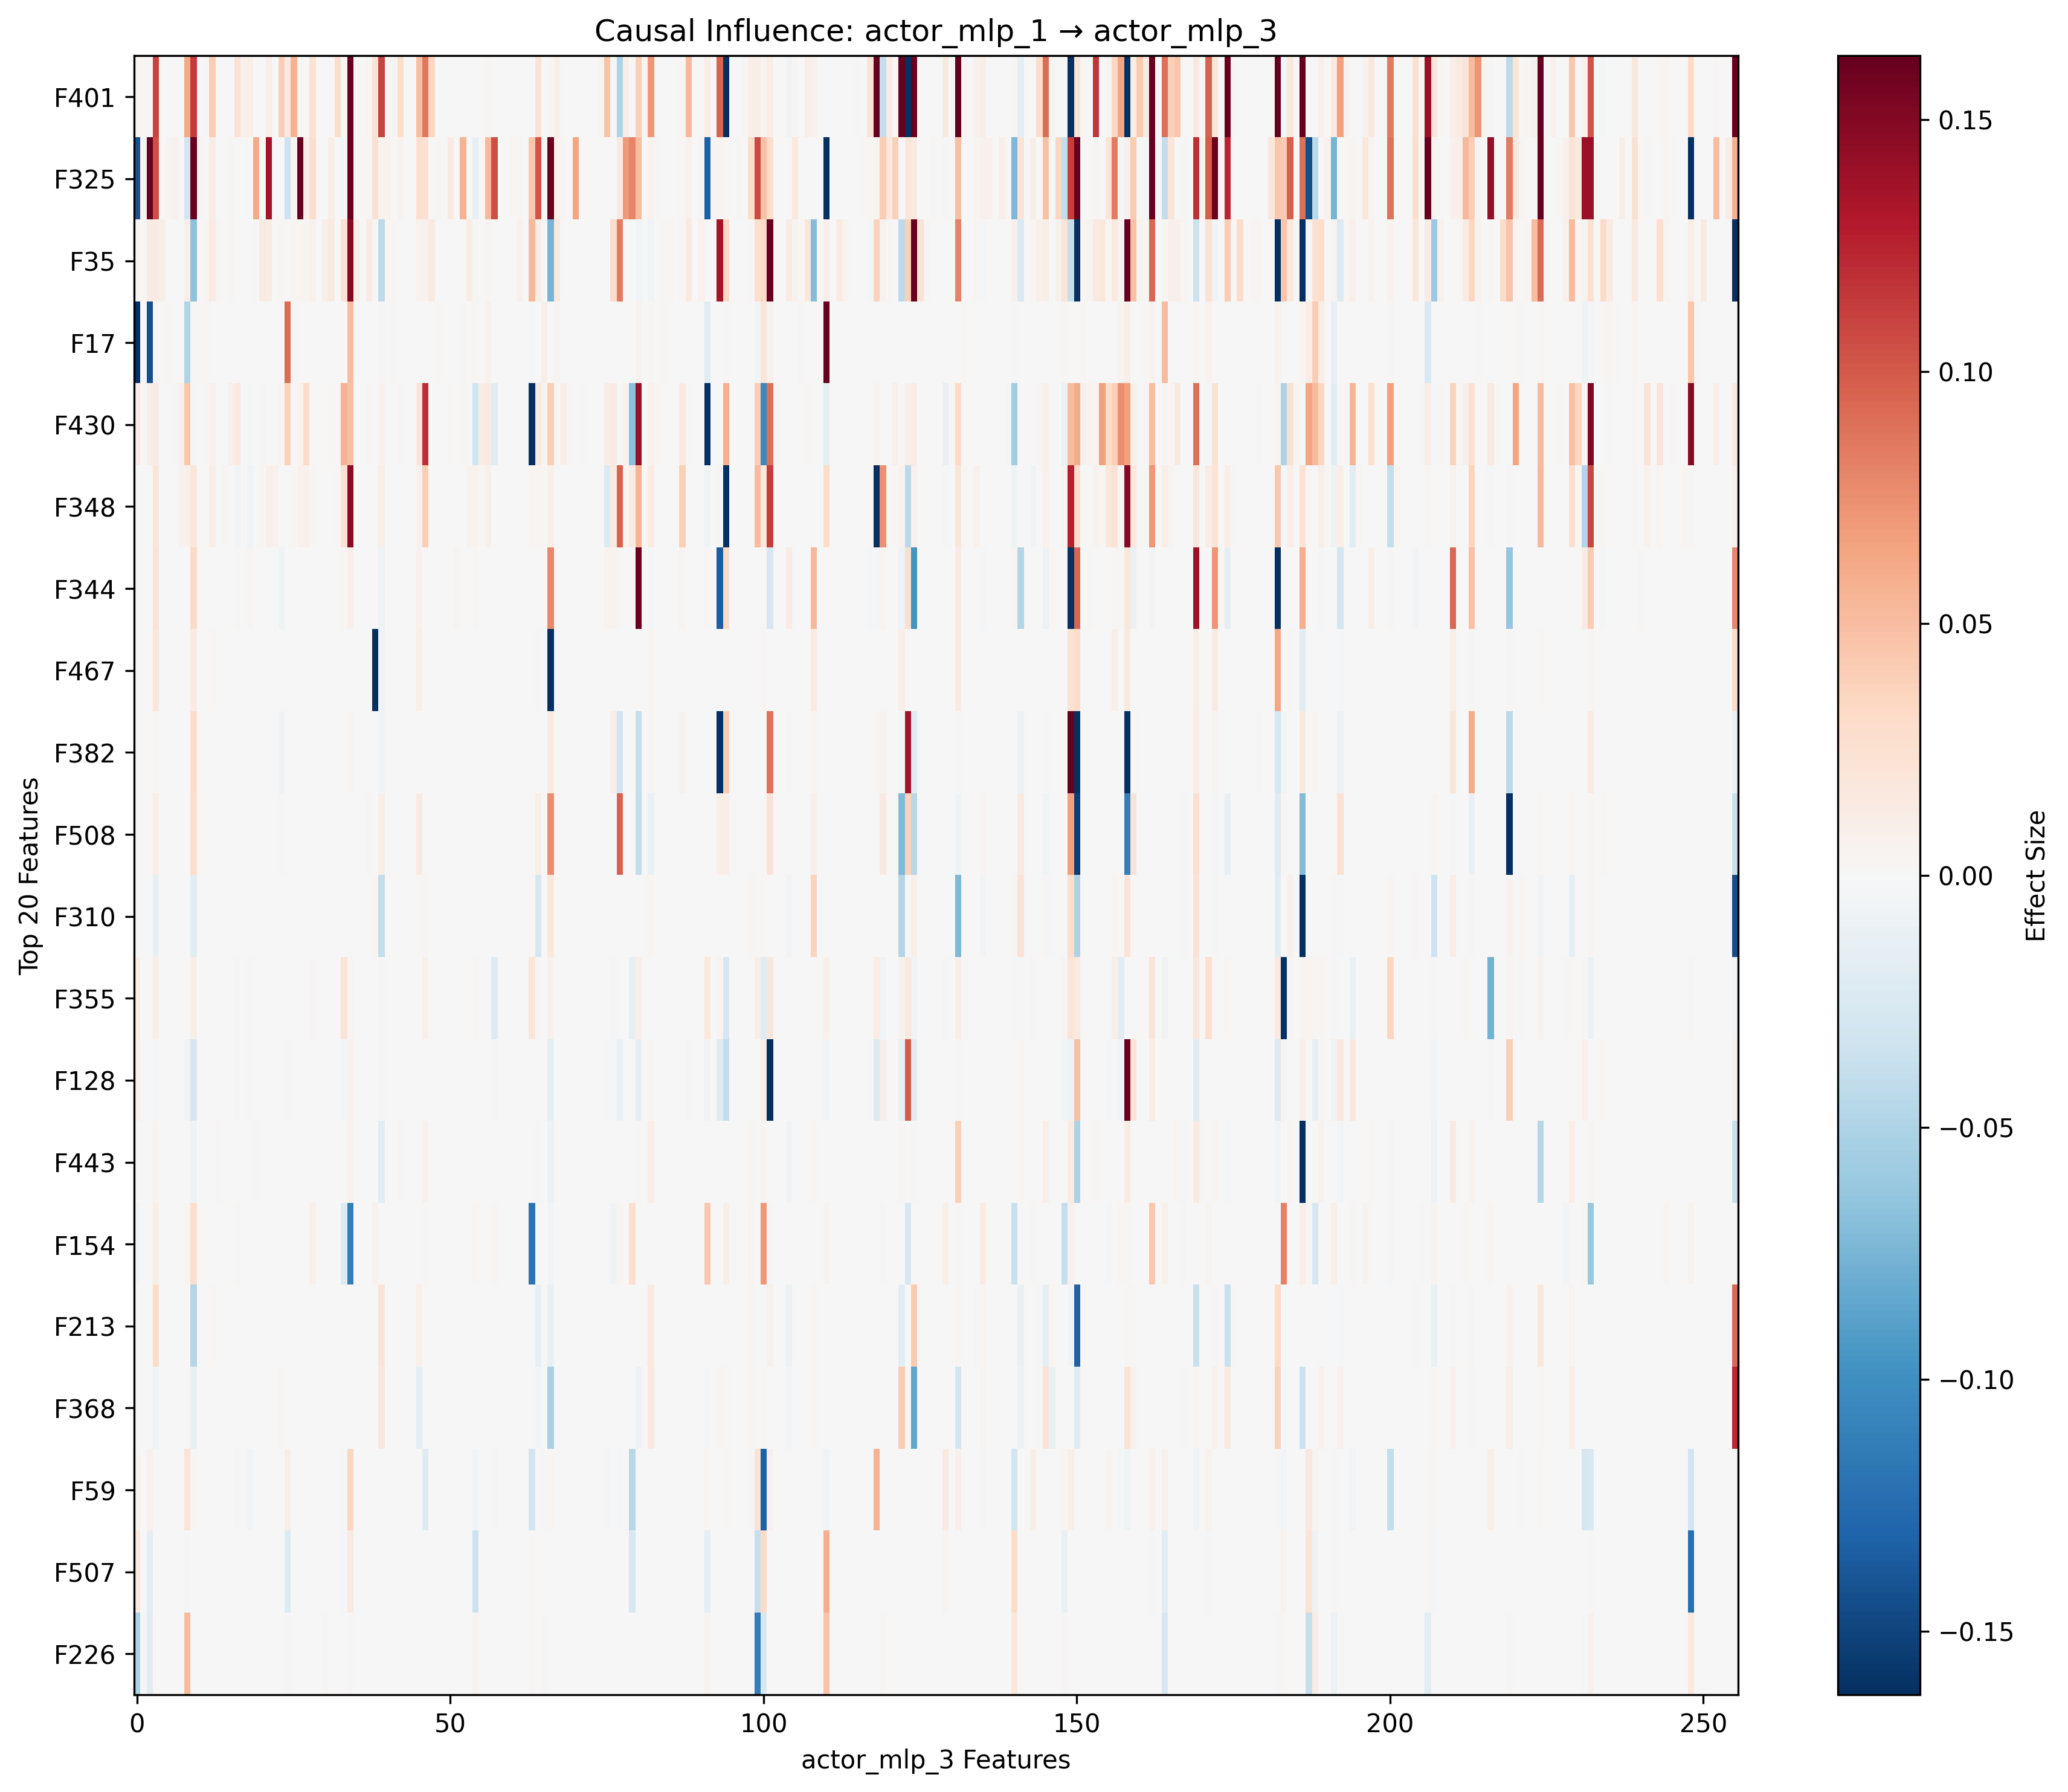 Causal Influence: actor_mlp_1 → actor_mlp_3
Top 20 Features
F401
F325
F35
F17
F430
F348
F344
F467
F382
F508
F310
F355
F128
F443
F154
F213
F368
F59
F507
F226
0
50
100
150
200
250
actor_mlp_3 Features
0.15
0.10
0.05
0.00
−0.05
−0.10
−0.15
Effect Size